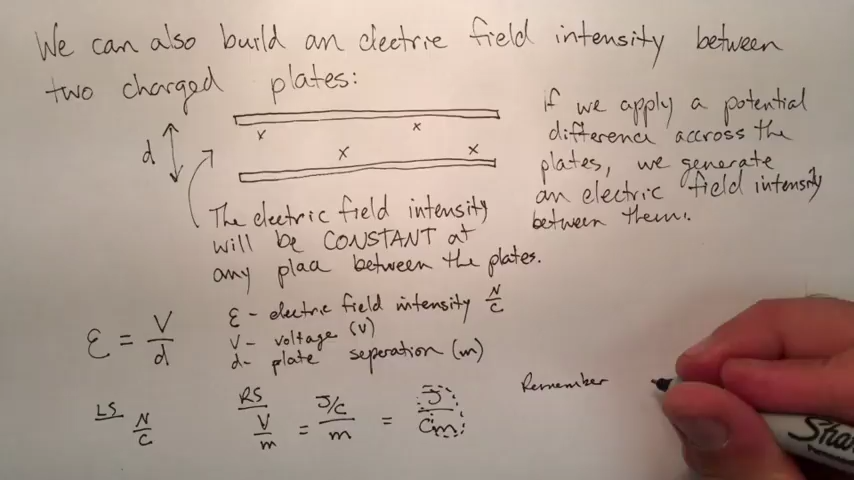 We can also build an electric field intensity between
two charged plates:
d
x
x
x
x
If we apply a potential
difference accross the
plates, we generate
an electric field intensity
between them.
The electric field intensity
will be CONSTANT at
any place between the plates.
ε = V/d
ε - electric field intensity N/C
V - voltage (V)
d - plate seperation (m)
LS N/C
RS V/m = J/C/m = J/Cm
Remember
Sha